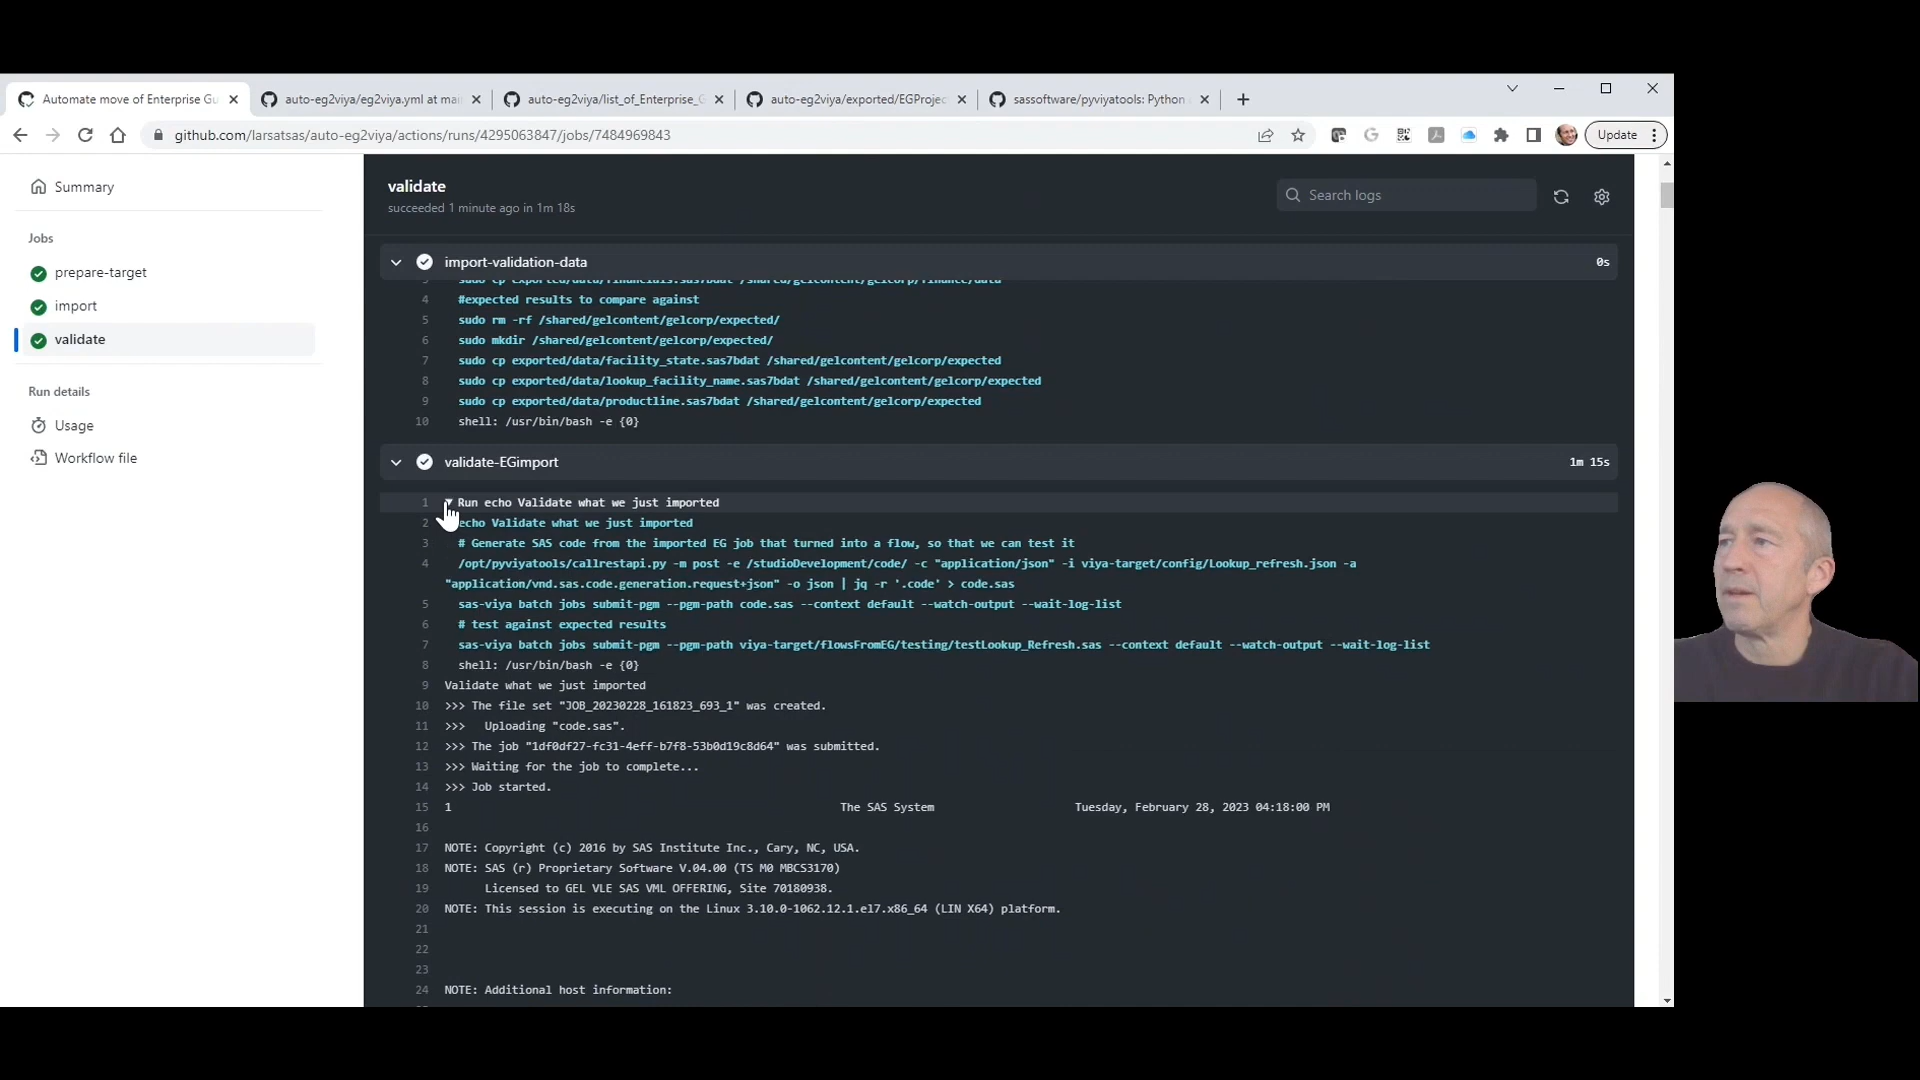 Automate move of Enterprise Gu
auto-eg2viya/eg2viya.yml at mai
auto-eg2viya/list_of_Enterprise_G
auto-eg2viya/exported/EGProjec
sassoftware/pyviyatools: Python
github.com/larsatsas/auto-eg2viya/actions/runs/4295063847/jobs/7484969843
Update
Summary
Jobs
prepare-target
import
validate
Run details
Usage
Workflow file
validate
succeeded 1 minute ago in 1m 18s
Search logs
import-validation-data 0s
3 sudo cp exported/data/financials.sas7bdat /shared/gelcontent/gelcorp/finance/data
4 #expected results to compare against
5 sudo rm -rf /shared/gelcontent/gelcorp/expected/
6 sudo mkdir /shared/gelcontent/gelcorp/expected/
7 sudo cp exported/data/facility_state.sas7bdat /shared/gelcontent/gelcorp/expected
8 sudo cp exported/data/lookup_facility_name.sas7bdat /shared/gelcontent/gelcorp/expected
9 sudo cp exported/data/productline.sas7bdat /shared/gelcontent/gelcorp/expected
10 shell: /usr/bin/bash -e {0}
validate-EGimport 1m 15s
1 Run echo Validate what we just imported
2 echo Validate what we just imported
3 # Generate SAS code from the imported EG job that turned into a flow, so that we can test it
4 /opt/pyviyatools/callrestapi.py -m post -e /studioDevelopment/code/ -c "application/json" -i viya-target/config/Lookup_refresh.json -a
"application/vnd.sas.code.generation.request+json" -o json | jq -r '.code' > code.sas
5 sas-viya batch jobs submit-pgm --pgm-path code.sas --context default --watch-output --wait-log-list
6 # test against expected results
7 sas-viya batch jobs submit-pgm --pgm-path viya-target/flowsFromEG/testing/testLookup_Refresh.sas --context default --watch-output --wait-log-list
8 shell: /usr/bin/bash -e {0}
9 Validate what we just imported
10 >>> The file set "JOB_20230228_161823_693_1" was created.
11 >>> Uploading "code.sas".
12 >>> The job "1df0df27-fc31-4eff-b7f8-53b0d19c8d64" was submitted.
13 >>> Waiting for the job to complete...
14 >>> Job started.
15 1 The SAS System Tuesday, February 28, 2023 04:18:00 PM
16
17 NOTE: Copyright (c) 2016 by SAS Institute Inc., Cary, NC, USA.
18 NOTE: SAS (r) Proprietary Software V.04.00 (TS M0 MBCS3170)
19 Licensed to GEL VLE SAS VML OFFERING, Site 70180938.
20 NOTE: This session is executing on the Linux 3.10.0-1062.12.1.el7.x86_64 (LIN X64) platform.
21
22
23
24 NOTE: Additional host information: